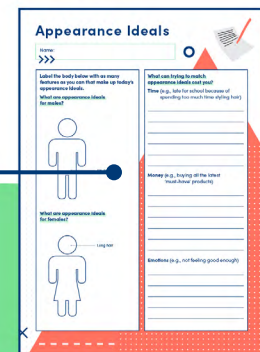 Appearance Ideals
Name:
>>>
Label the body below with as many
features as you can that make up today's
appearance ideals.
What are appearance ideals
for males?
What are appearance ideals
for females?
Long hair
What can trying to match
appearance ideals cost you?
Time (e.g., late for school because of
spending too much time styling hair)
Money (e.g., buying all the latest
'must-have' products)
Emotions (e.g., not feeling good enough)